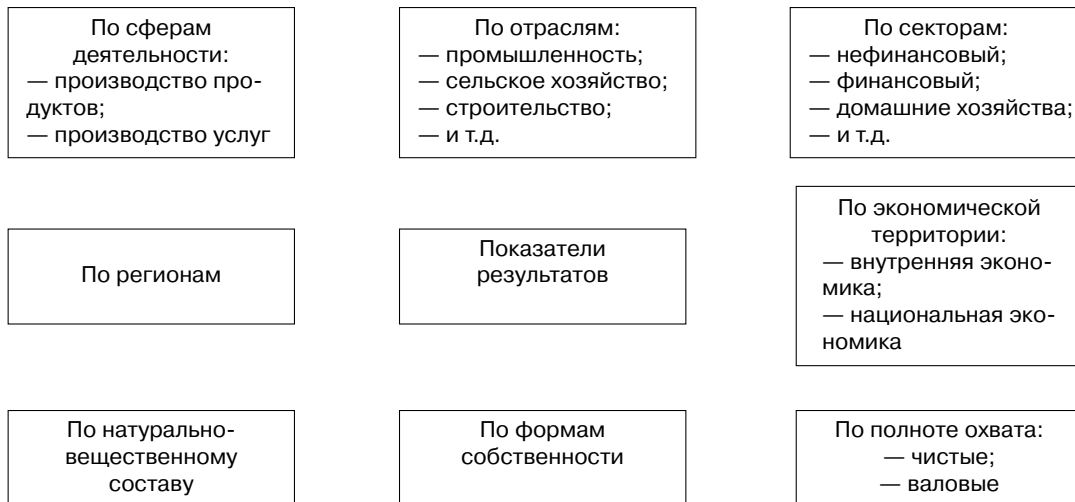 По сферам
деятельности:
— производство про-
дуктов;
— производство услуг
По отраслям:
— промышленность;
— сельское хозяйство;
— строительство;
— и т.д.
По секторам:
— нефинансовый;
— финансовый;
— домашние хозяйства;
— и т.д.
По регионам
Показатели
результатов
По экономической
территории:
— внутренняя эконо-
мика;
— национальная эко-
номика
По натурально-
вещественному
составу
По формам
собственности
По полноте охвата:
— чистые;
— валовые